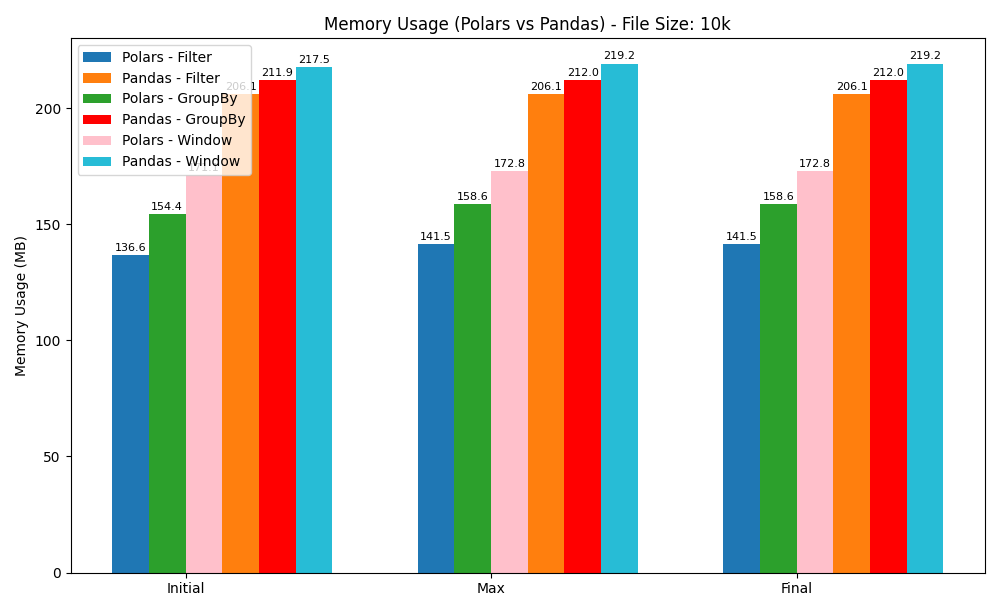 Memory Usage (Polars vs Pandas) - File Size: 10k
Memory Usage (MB)
200
150
100
50
0
Polars - Filter
Pandas - Filter
Polars - GroupBy
Pandas - GroupBy
Polars - Window
Pandas - Window
136.6
154.4
171.1
206.1
211.9
217.5
141.5
158.6
172.8
206.1
212.0
219.2
141.5
158.6
172.8
206.1
212.0
219.2
Initial
Max
Final